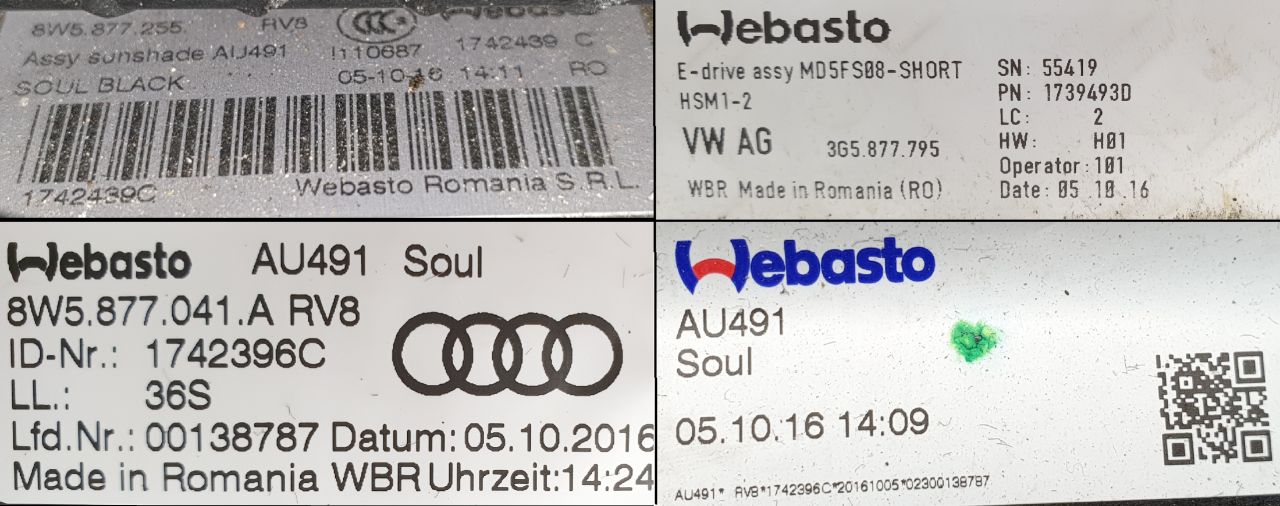 8W5.877.255. RV8 CCC Webasto
Assy sunshade AU491 I110687 1742439 C
SOUL BLACK 05-10-16 14:11 RO
1742439C Webasto Romania S.R.L.
Webasto
E-drive assy MD5FS08-SHORT
HSM1-2
VW AG 3G5.877.795
WBR Made in Romania (RO)
SN: 55419
PN: 1739493D
LC: 2
HW: H01
Operator:101
Date: 05.10.16
Webasto AU491 Soul
8W5.877.041.A RV8
ID-Nr.: 1742396C
LL.: 36S
Lfd.Nr.: 00138787 Datum: 05.10.2016
Made in Romania WBR Uhrzeit:14:24
Webasto
AU491
Soul
05.10.16 14:09
AU491* RV8*1742396C*20161005*02300138787